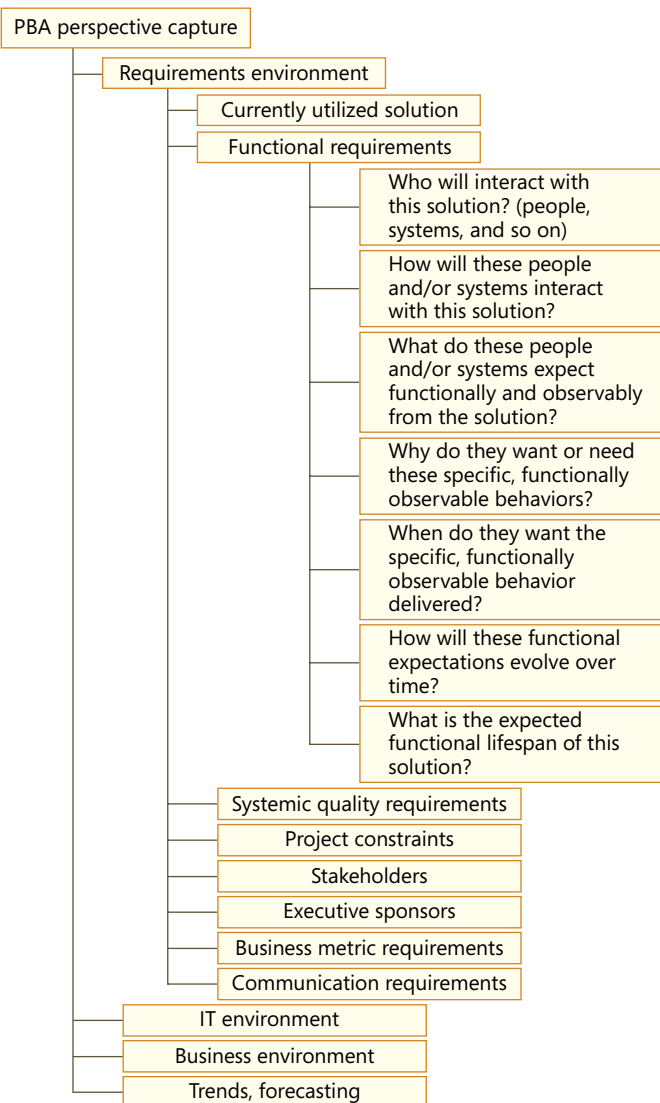 PBA perspective capture
Requirements environment
Currently utilized solution
Functional requirements
Who will interact with
this solution? (people,
systems, and so on)
How will these people
and/or systems interact
with this solution?
What do these people
and/or systems expect
functionally and observably
from the solution?
Why do they want or need
these specific, functionally
observable behaviors?
When do they want the
specific, functionally
observable behavior
delivered?
How will these functional
expectations evolve over
time?
What is the expected
functional lifespan of this
solution?
Systemic quality requirements
Project constraints
Stakeholders
Executive sponsors
Business metric requirements
Communication requirements
IT environment
Business environment
Trends, forecasting